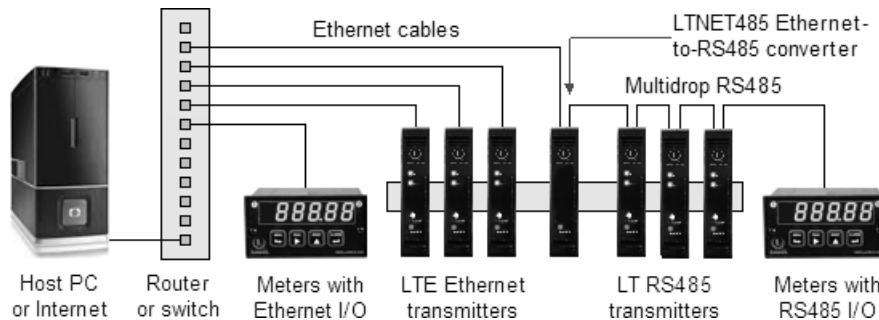 Ethernet cables
LTNET485 Ethernet-
to-RS485 converter
Multidrop RS485
888.88
888.88
Host PC
or Internet
Router
or switch
Meters with
Ethernet I/O
LTE Ethernet
transmitters
LT RS485
transmitters
Meters with
RS485 I/O